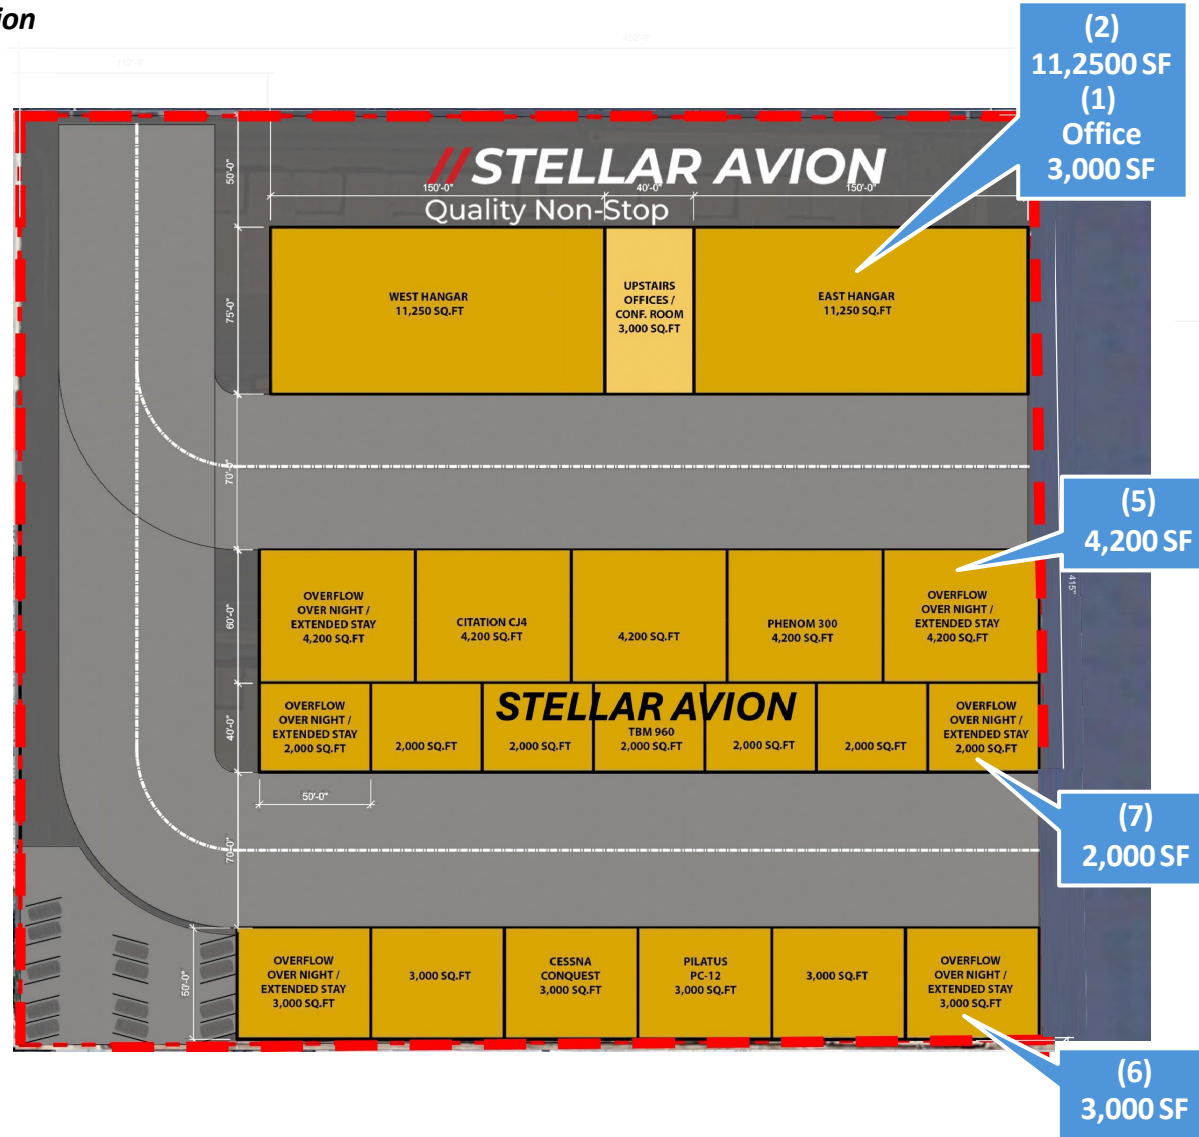 ion
(2)
11,2500 SF
(1)
Office
3,000 SF
452'-9"
112'-9"
//STELLAR AVION
Quality Non-Stop
50'-0"
150'-0"
40'-0"
150'-0"
75'-0"
WEST HANGAR
11,250 SQ.FT
UPSTAIRS
OFFICES /
CONF. ROOM
3,000 SQ.FT
EAST HANGAR
11,250 SQ.FT
70'-0"
(5)
4,200 SF
60'-0"
OVERFLOW
OVER NIGHT /
EXTENDED STAY
4,200 SQ.FT
CITATION CJ4
4,200 SQ.FT
4,200 SQ.FT
PHENOM 300
4,200 SQ.FT
OVERFLOW
OVER NIGHT /
EXTENDED STAY
4,200 SQ.FT
415"
STELLAR AVION
40'-0"
OVERFLOW
OVER NIGHT /
EXTENDED STAY
2,000 SQ.FT
2,000 SQ.FT
2,000 SQ.FT
TBM 960
2,000 SQ.FT
2,000 SQ.FT
2,000 SQ.FT
OVERFLOW
OVER NIGHT /
EXTENDED STAY
2,000 SQ.FT
50'-0"
(7)
2,000 SF
70'-0"
50'-0"
OVERFLOW
OVER NIGHT /
EXTENDED STAY
3,000 SQ.FT
3,000 SQ.FT
CESSNA
CONQUEST
3,000 SQ.FT
PILATUS
PC-12
3,000 SQ.FT
3,000 SQ.FT
OVERFLOW
OVER NIGHT /
EXTENDED STAY
3,000 SQ.FT
(6)
3,000 SF